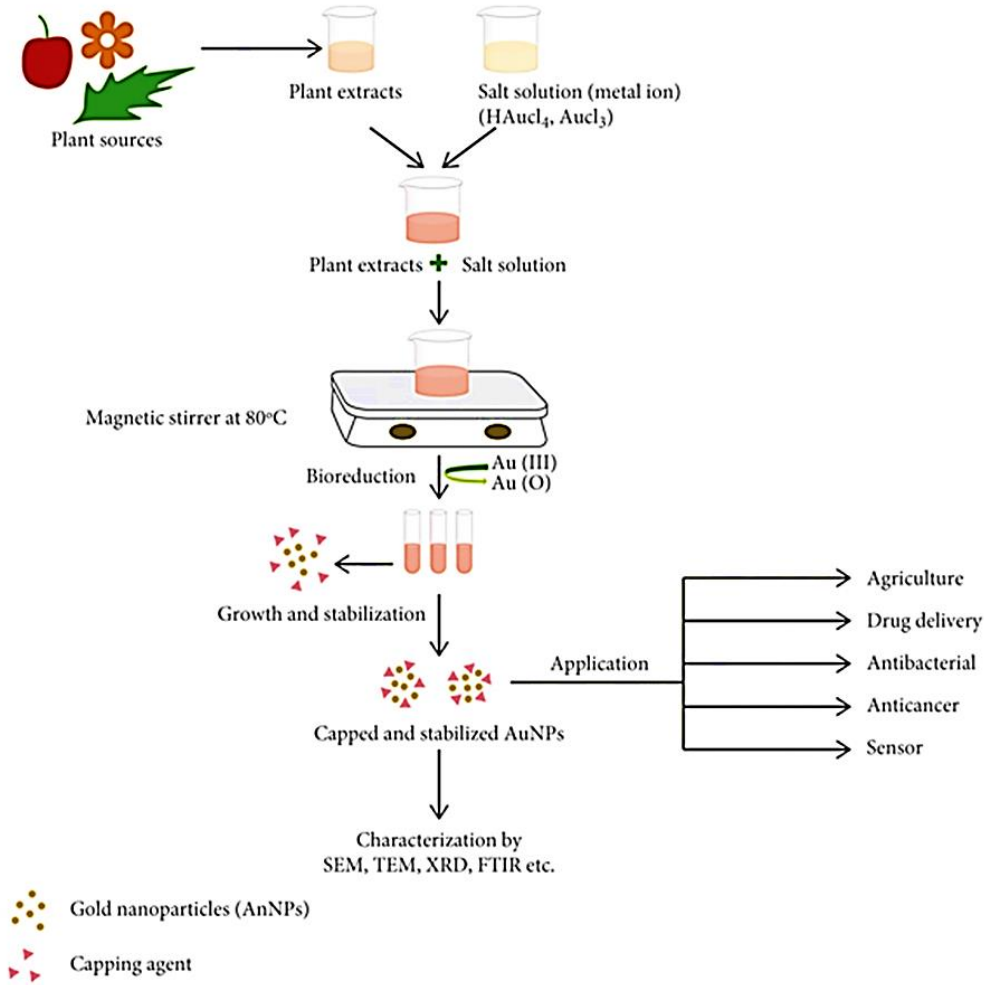 Plant sources
Plant extracts
Salt solution (metal ion)
(HAucl₄, Aucl₃)
Plant extracts + Salt solution
Magnetic stirrer at 80°C
Bioreduction
Au (III)
Au (O)
Growth and stabilization
Application
Agriculture
Drug delivery
Antibacterial
Anticancer
Sensor
Capped and stabilized AuNPs
Characterization by
SEM, TEM, XRD, FTIR etc.
Gold nanoparticles (AnNPs)
Capping agent